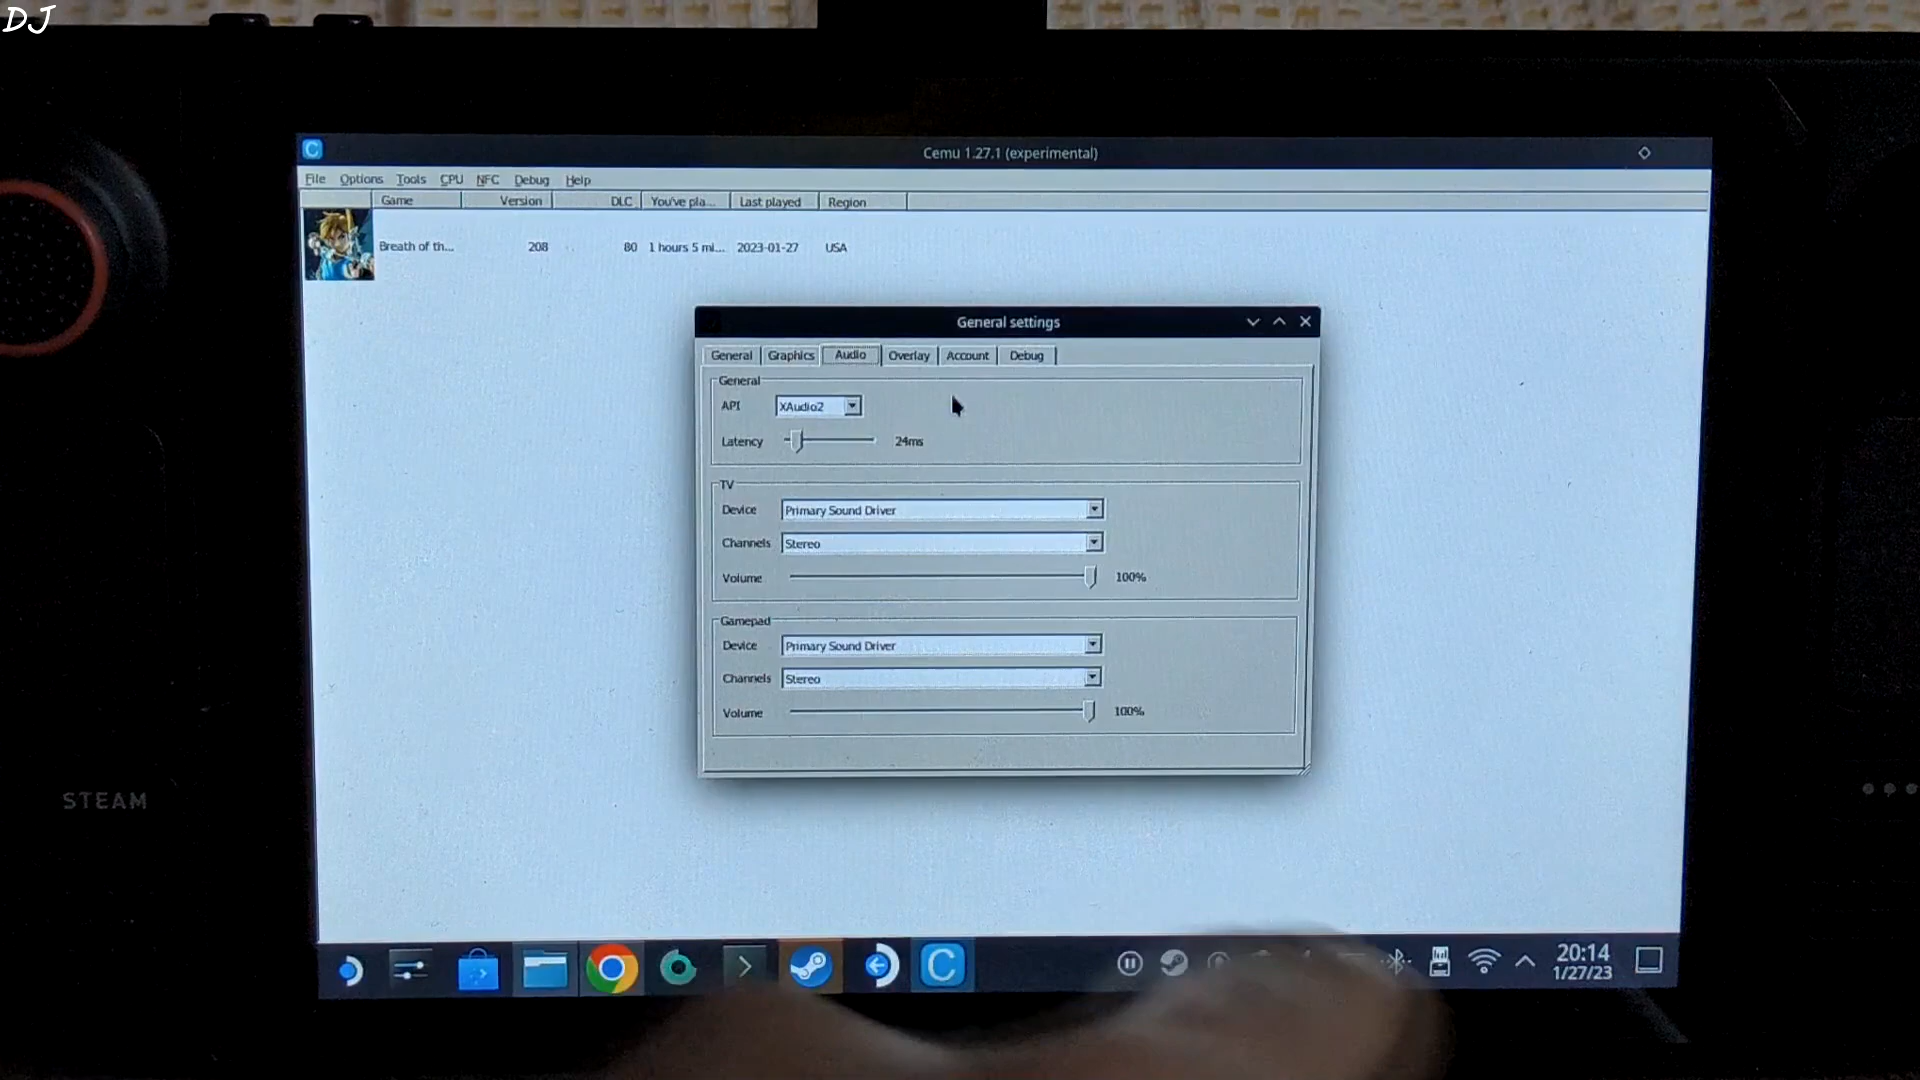 DJ
Cemu 1.27.1 (experimental)
File Options Tools CPU NFC Debug Help
Game Version DLC You've pla... Last played Region
Breath of th... 208 80 1 hours 5 mi... 2023-01-27 USA
General settings
General Graphics Audio Overlay Account Debug
General
API XAudio2
Latency 24ms
TV
Device Primary Sound Driver
Channels Stereo
Volume 100%
Gamepad
Device Primary Sound Driver
Channels Stereo
Volume 100%
STEAM
20:14
1/27/23